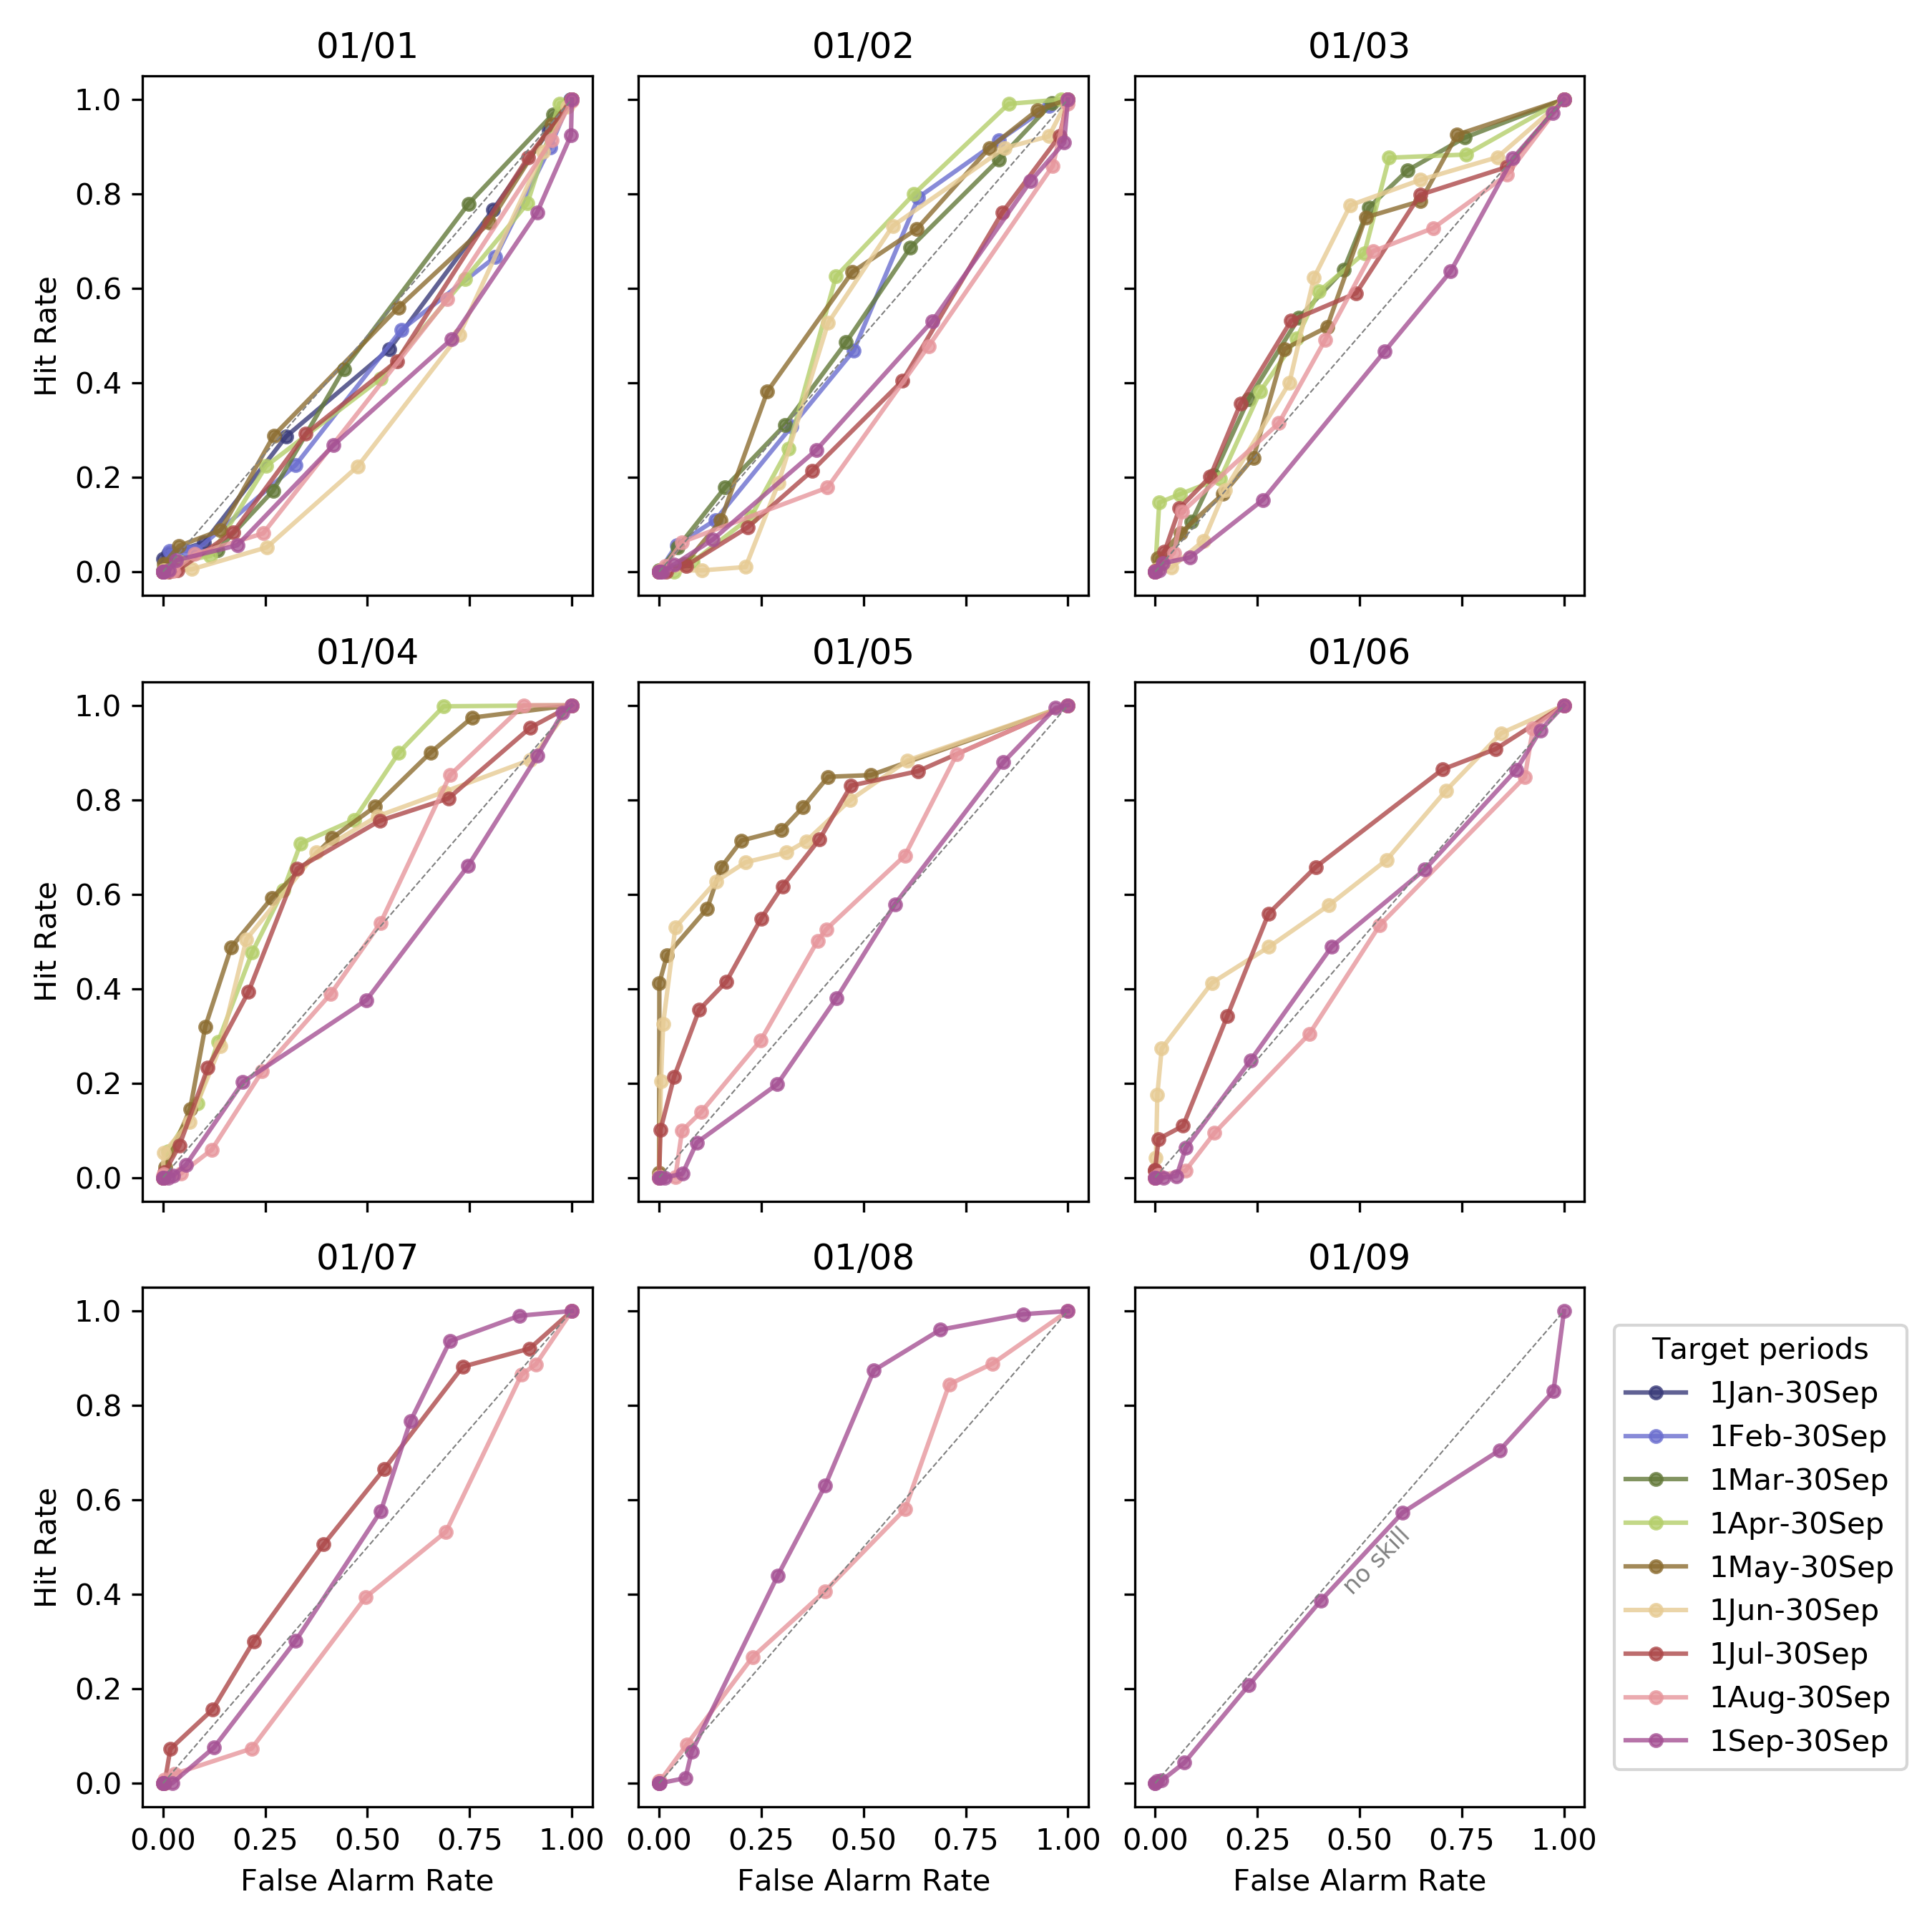 01/01
01/02
01/03
1.0
0.8
0.6
0.4
0.2
0.0
Hit Rate
01/04
01/05
01/06
1.0
0.8
0.6
0.4
0.2
0.0
Hit Rate
01/07
01/08
01/09
1.0
0.8
0.6
0.4
0.2
0.0
Hit Rate
no skill
0.00 0.25 0.50 0.75 1.00
False Alarm Rate
0.00 0.25 0.50 0.75 1.00
False Alarm Rate
0.00 0.25 0.50 0.75 1.00
False Alarm Rate
Target periods
1Jan-30Sep
1Feb-30Sep
1Mar-30Sep
1Apr-30Sep
1May-30Sep
1Jun-30Sep
1Jul-30Sep
1Aug-30Sep
1Sep-30Sep